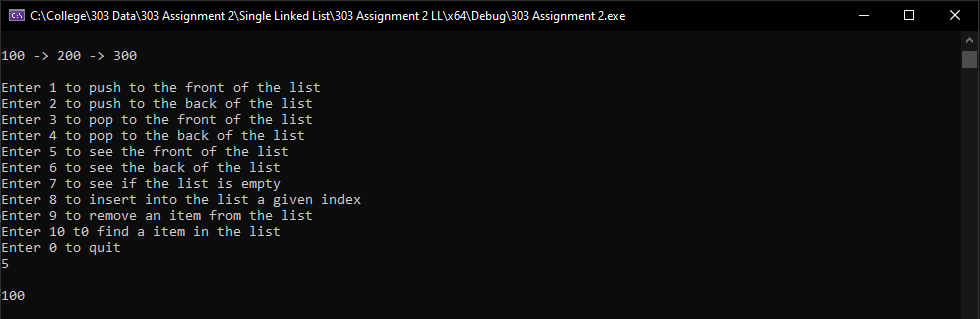 C:\College\303 Data\303 Assignment 2\Single Linked List\303 Assignment 2 LL\x64\Debug\303 Assignment 2.exe
100 -> 200 -> 300
Enter 1 to push to the front of the list
Enter 2 to push to the back of the list
Enter 3 to pop to the front of the list
Enter 4 to pop to the back of the list
Enter 5 to see the front of the list
Enter 6 to see the back of the list
Enter 7 to see if the list is empty
Enter 8 to insert into the list a given index
Enter 9 to remove an item from the list
Enter 10 t0 find a item in the list
Enter 0 to quit
5
100